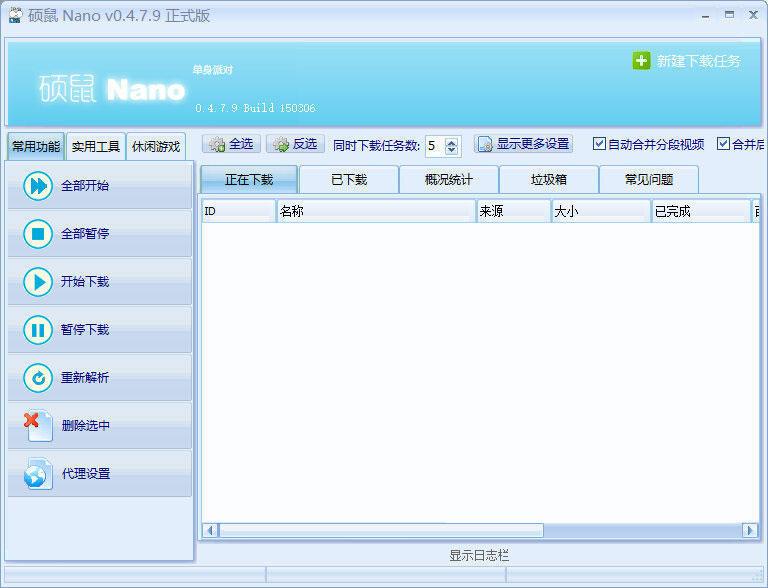 硕鼠 Nano v0.4.7.9 正式版
硕鼠 Nano
单身派对
0.4.7.9 Build 150306
新建下载任务
常用功能 实用工具 休闲游戏
全选 反选 同时下载任务数: 5 显示更多设置 自动合并分段视频 合并后
全部开始
全部暂停
开始下载
暂停下载
重新解析
删除选中
代理设置
正在下载 已下载 概况统计 垃圾箱 常见问题
ID 名称 来源 大小 已完成
显示日志栏